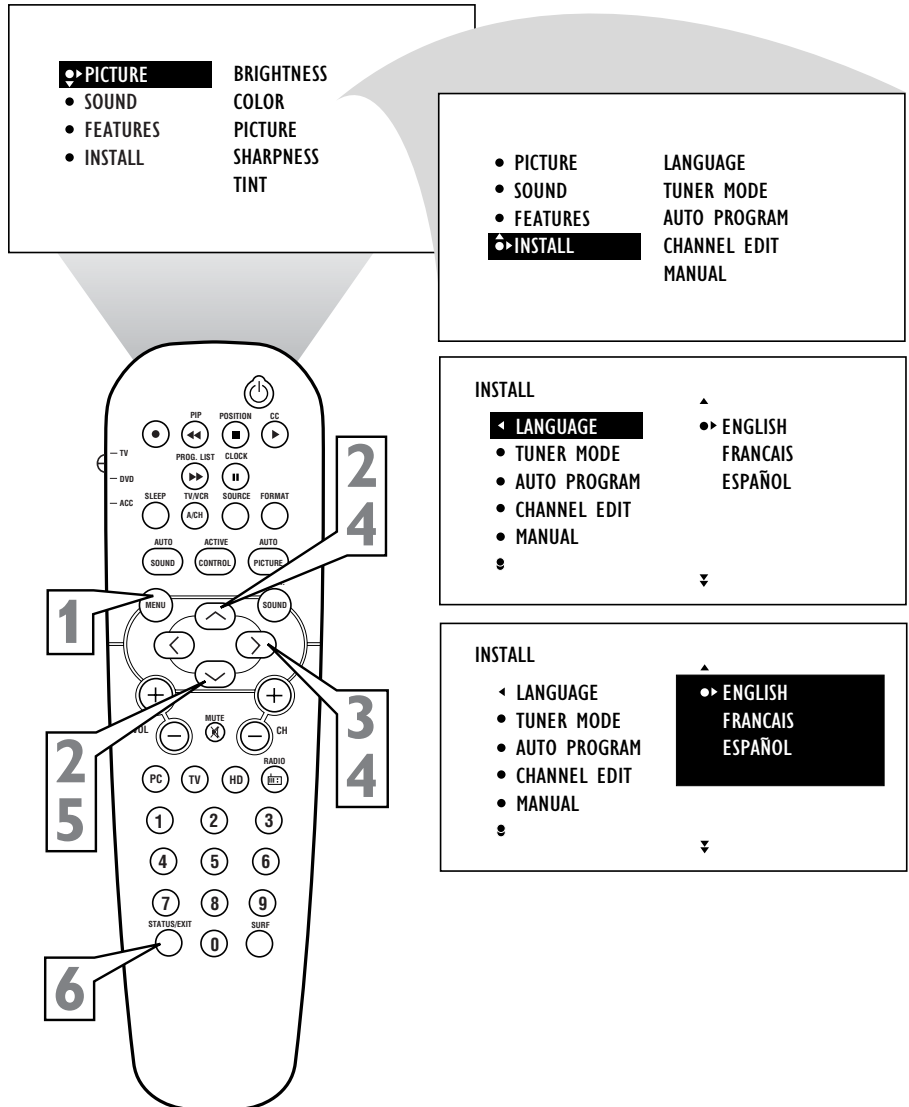 PICTURE BRIGHTNESS
SOUND COLOR
FEATURES PICTURE
INSTALL SHARPNESS
TINT
PICTURE LANGUAGE
SOUND TUNER MODE
FEATURES AUTO PROGRAM
INSTALL CHANNEL EDIT
MANUAL
INSTALL
LANGUAGE ENGLISH
TUNER MODE FRANCAIS
AUTO PROGRAM ESPAÑOL
CHANNEL EDIT
MANUAL
INSTALL
LANGUAGE ENGLISH
TUNER MODE FRANCAIS
AUTO PROGRAM ESPAÑOL
CHANNEL EDIT
MANUAL
PIP POSITION CC
TV
PROG. LIST CLOCK
DVD
ACC
SLEEP TV/VCR SOURCE FORMAT
A/CH
AUTO ACTIVE AUTO
SOUND CONTROL PICTURE
MENU SOUND
MUTE
VOL CH
RADIO
PC TV HD
1 2 3
4 5 6
7 8 9
STATUS/EXIT SURF
0
2
4
1
3
4
2
5
6